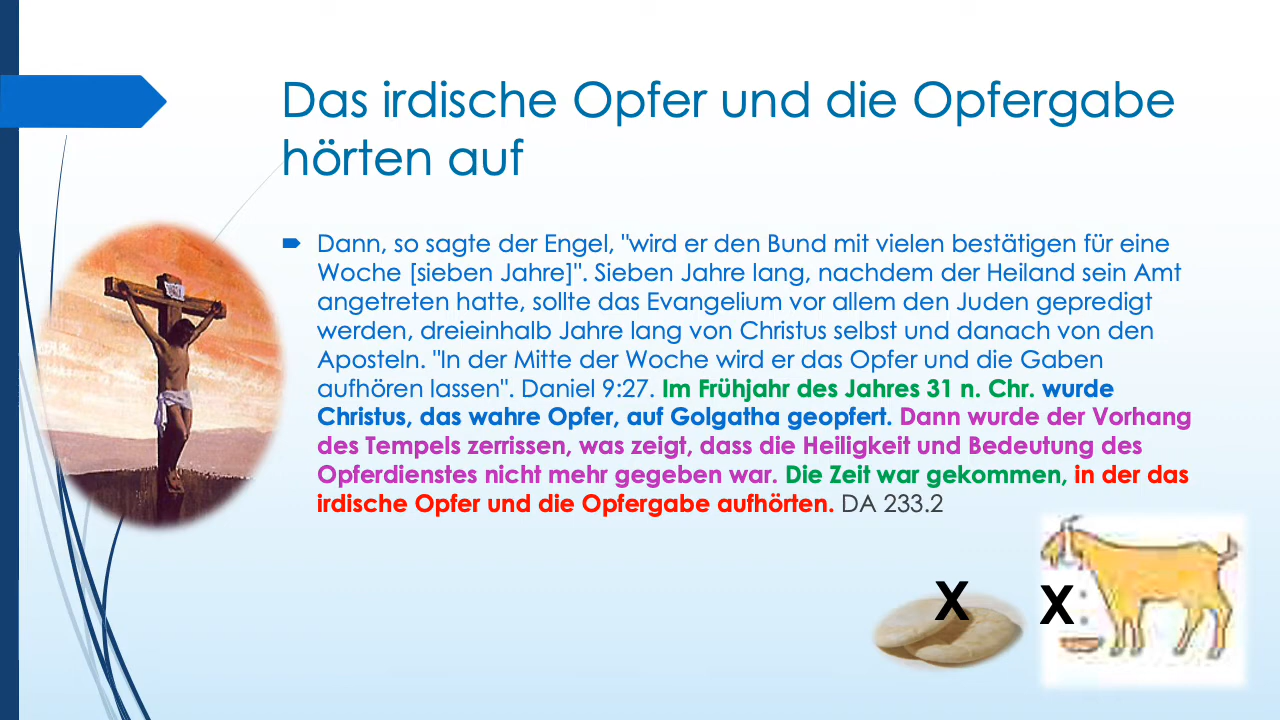 Das irdische Opfer und die Opfergabe
hörten auf
Dann, so sagte der Engel, "wird er den Bund mit vielen bestätigen für eine
Woche [sieben Jahre]". Sieben Jahre lang, nachdem der Heiland sein Amt
angetreten hatte, sollte das Evangelium vor allem den Juden gepredigt
werden, dreieinhalb Jahre lang von Christus selbst und danach von den
Aposteln. "In der Mitte der Woche wird er das Opfer und die Gaben
aufhören lassen". Daniel 9:27. Im Frühjahr des Jahres 31 n. Chr. wurde
Christus, das wahre Opfer, auf Golgatha geopfert. Dann wurde der Vorhang
des Tempels zerrissen, was zeigt, dass die Heiligkeit und Bedeutung des
Opferdienstes nicht mehr gegeben war. Die Zeit war gekommen, in der das
irdische Opfer und die Opfergabe aufhörten. DA 233.2
X X